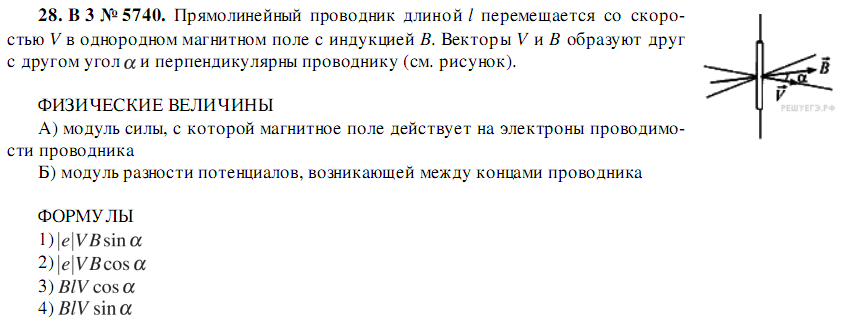 28. В 3 № 5740. Прямолинейный проводник длиной l перемещается со скоро-
стью V в однородном магнитном поле с индукцией B. Векторы V и B образуют друг
с другом угол α и перпендикулярны проводнику (см. рисунок).
B⃗
α
V⃗
РЕШУЕГЭ.РФ
ФИЗИЧЕСКИЕ ВЕЛИЧИНЫ
А) модуль силы, с которой магнитное поле действует на электроны проводимо-
сти проводника
Б) модуль разности потенциалов, возникающей между концами проводника
ФОРМУЛЫ
1) |e|VB sin α
2) |e|VB cos α
3) BlV cos α
4) BlV sin α